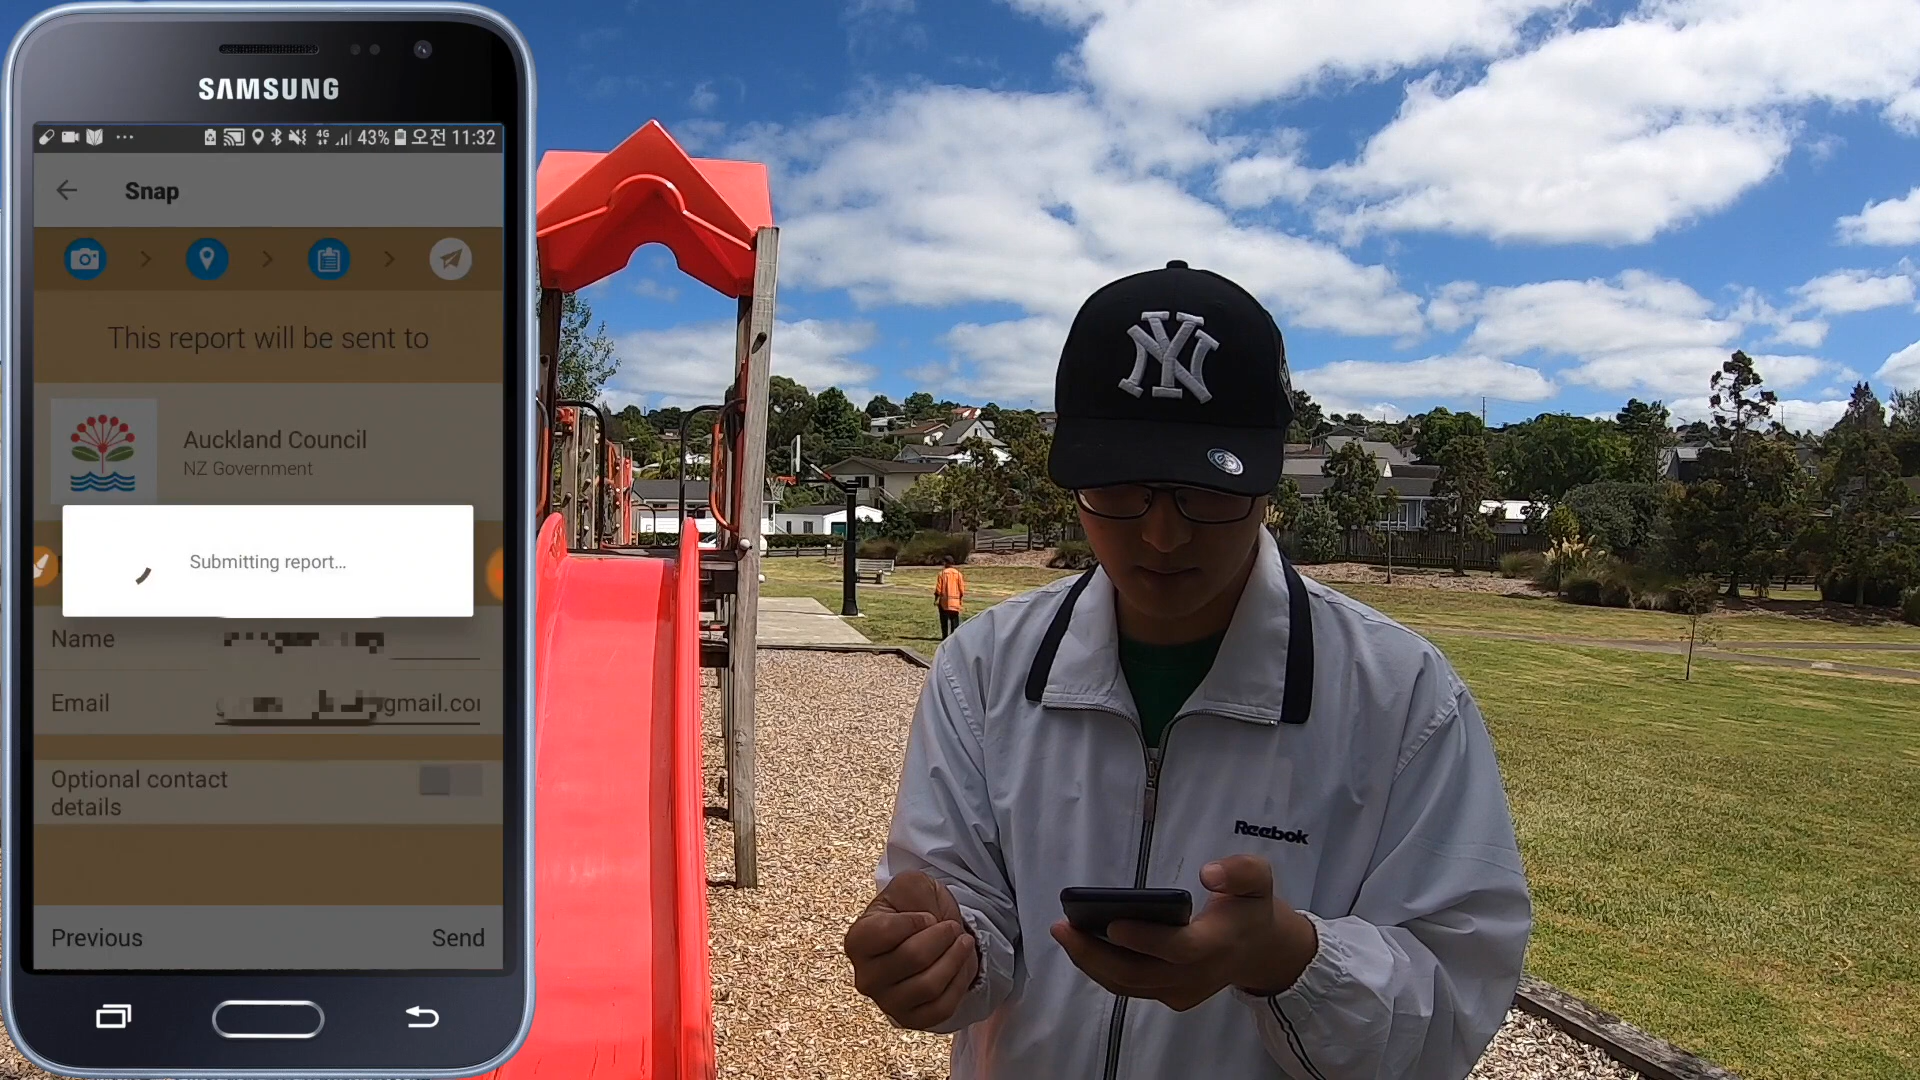 SAMSUNG
43% 오전 11:32
Snap
This report will be sent to
Auckland Council
NZ Government
Submitting report...
Name
Email
gmail.co
Optional contact
details
Previous
Send
NY
Reebok